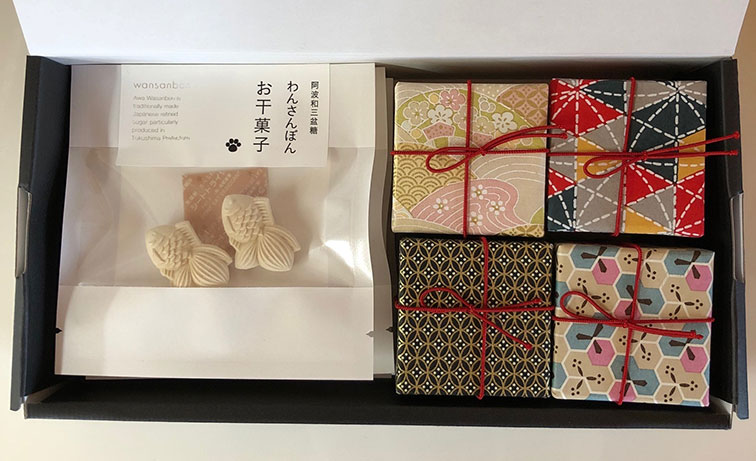 阿波和三盆糖
わんさんぼん
お干菓子
wansanbon
Awa Wasanbon is
traditionally made
Japanese refined
sugar particularly
produced in
Tokushima Prefecture.